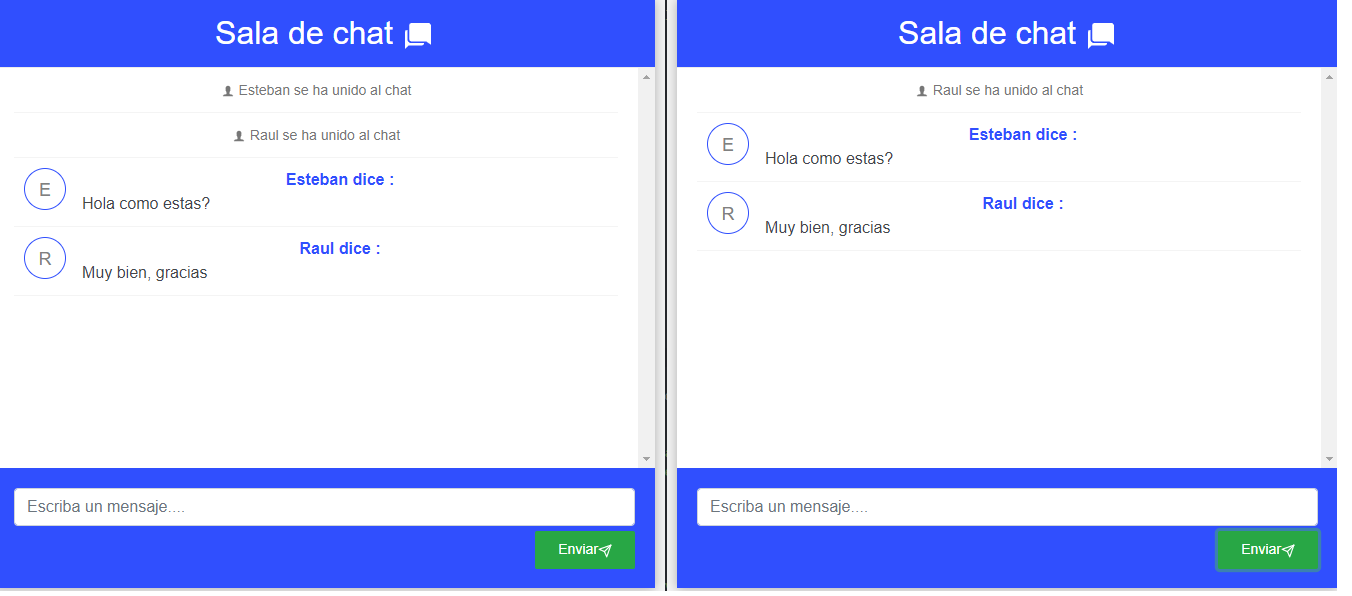 Sala de chat
Esteban se ha unido al chat
Raul se ha unido al chat
E
Esteban dice :
Hola como estas?
R
Raul dice :
Muy bien, gracias
Escriba un mensaje....
Enviar
Sala de chat
Raul se ha unido al chat
E
Esteban dice :
Hola como estas?
R
Raul dice :
Muy bien, gracias
Escriba un mensaje....
Enviar